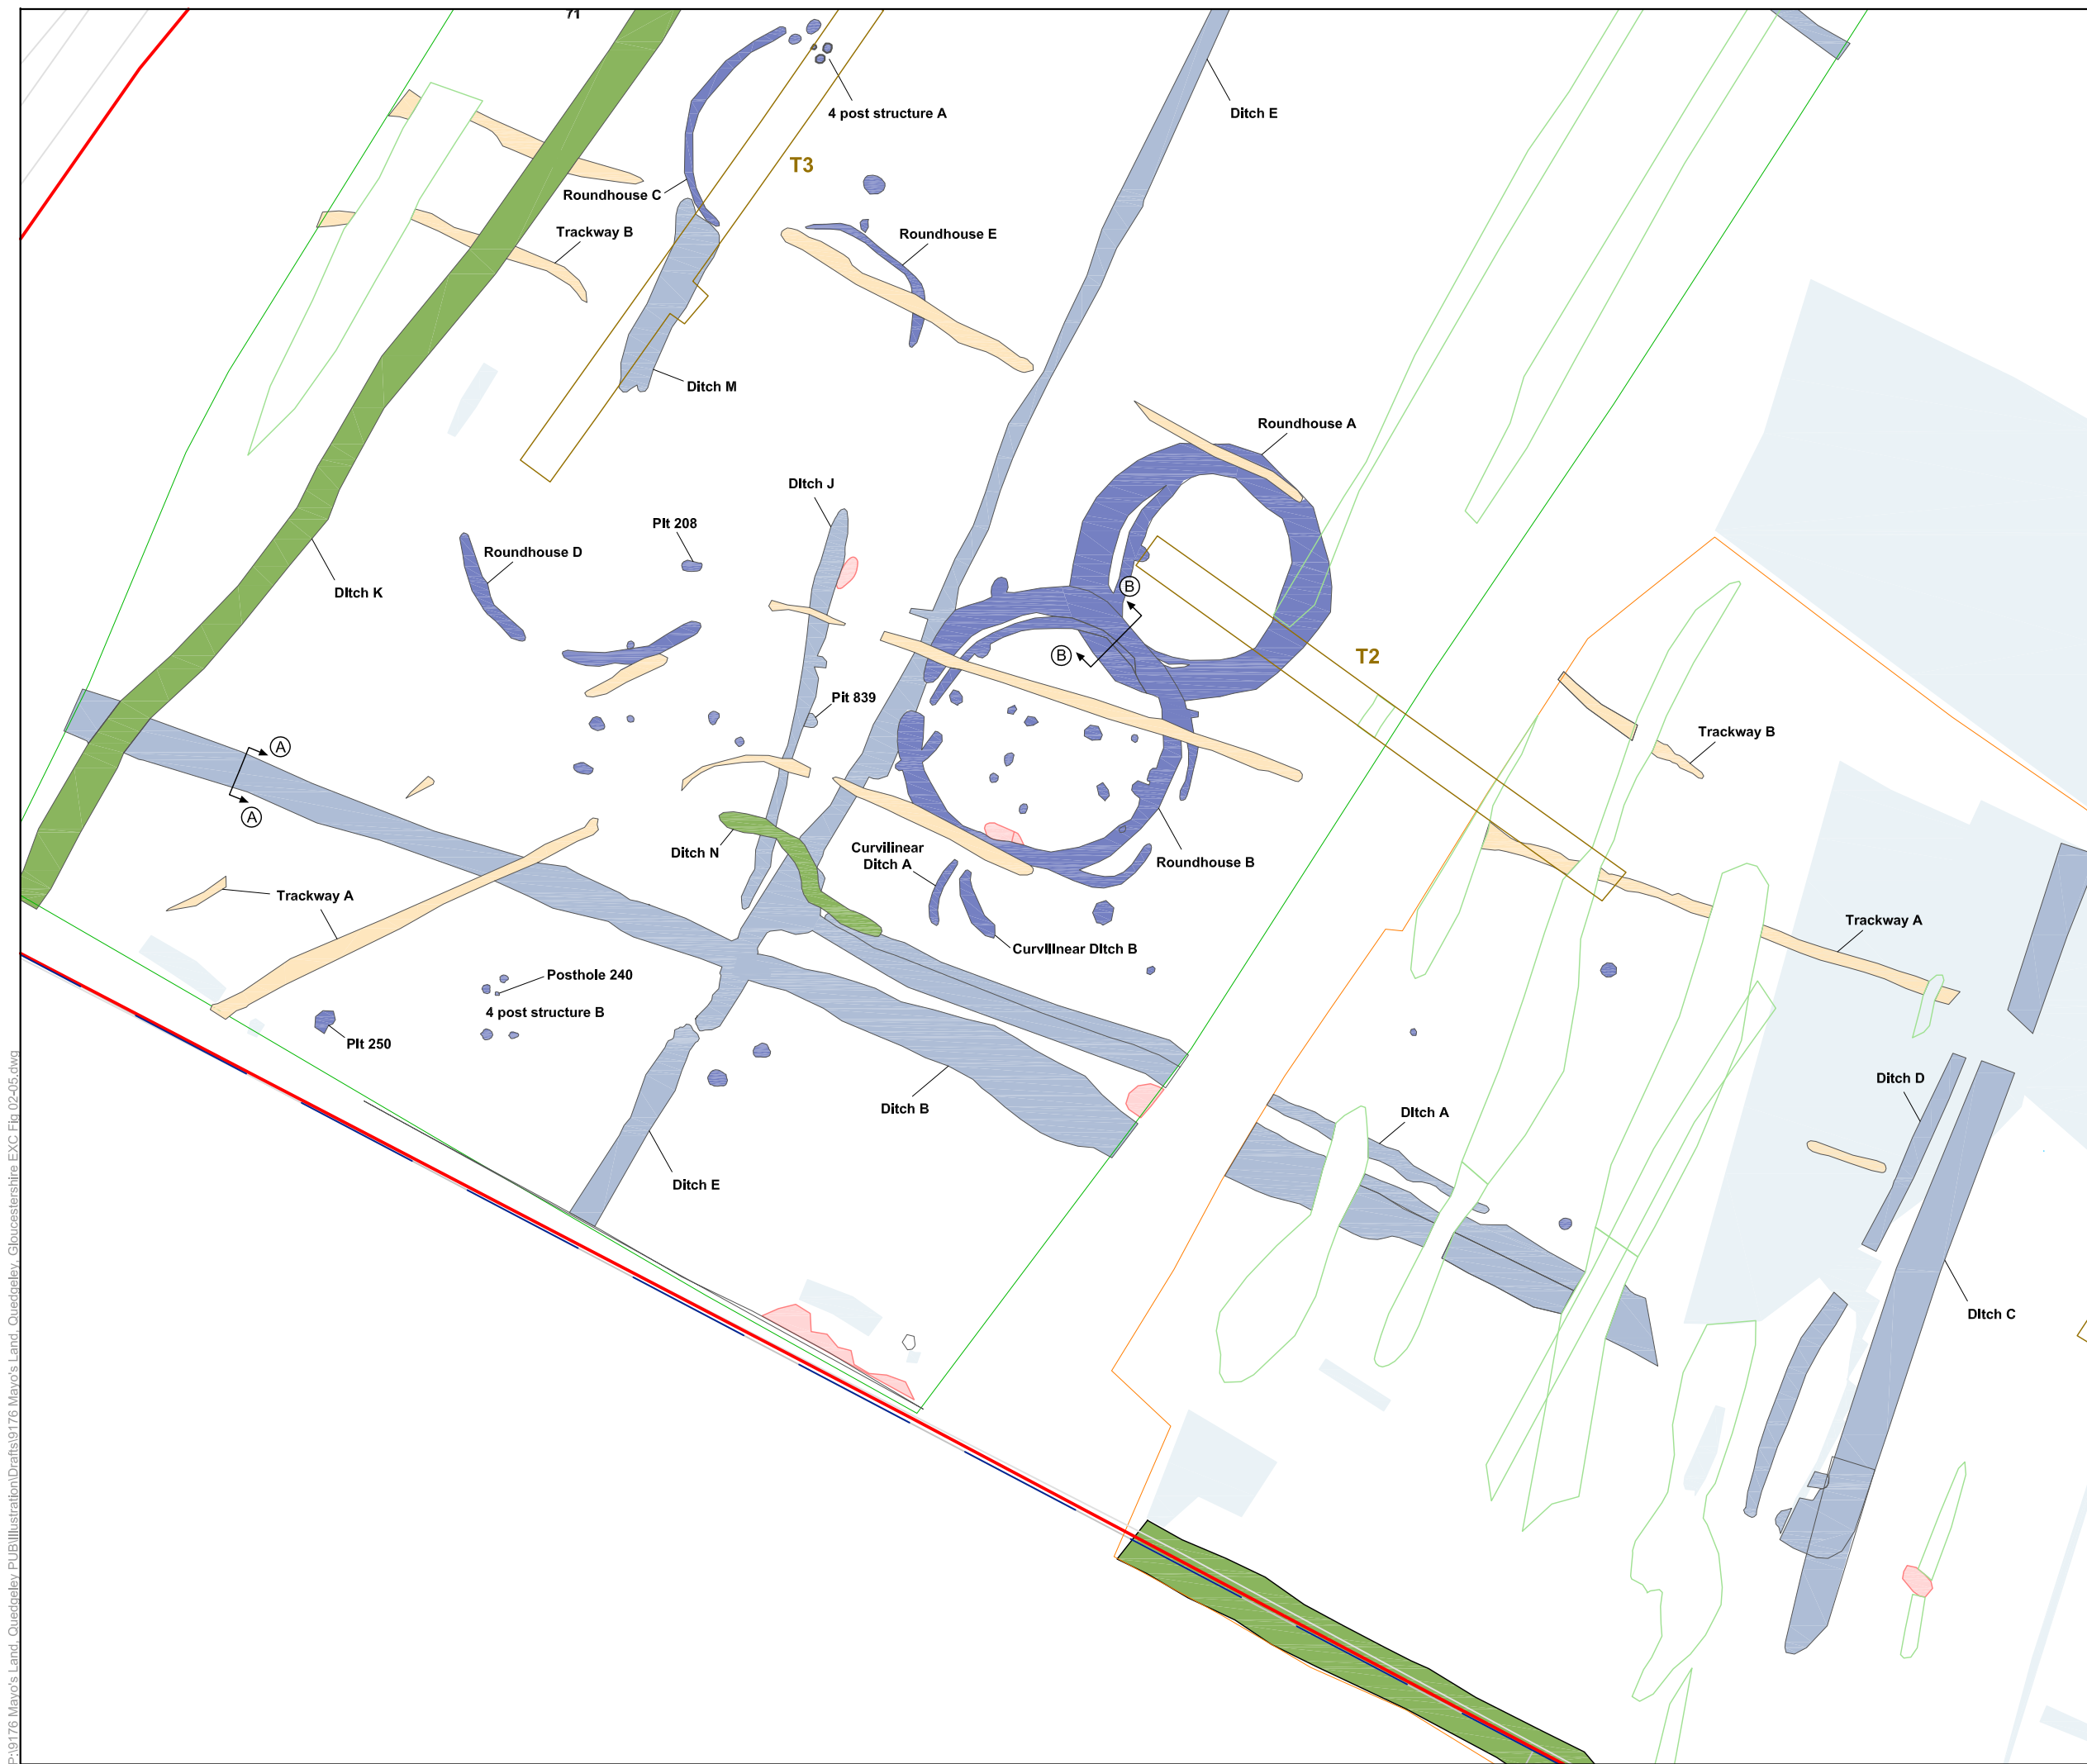 71
4 post structure A
Ditch E
T3
Roundhouse C
Trackway B
Roundhouse E
Ditch M
Roundhouse A
Ditch J
Pit 208
Roundhouse D
Ditch K
B
B
T2
Pit 839
Trackway B
A
A
Ditch N
Curvilinear
Ditch A
Roundhouse B
Trackway A
Trackway A
Curvilinear Ditch B
Posthole 240
4 post structure B
Pit 250
Ditch D
Ditch B
Ditch A
Ditch E
Ditch C
P:\9176 Mayo's Land, Quedgeley PUB\Illustration\Drafts\9176 Mayo's Land, Quedgeley, Gloucestershire EXC Fig 02-05.dwg